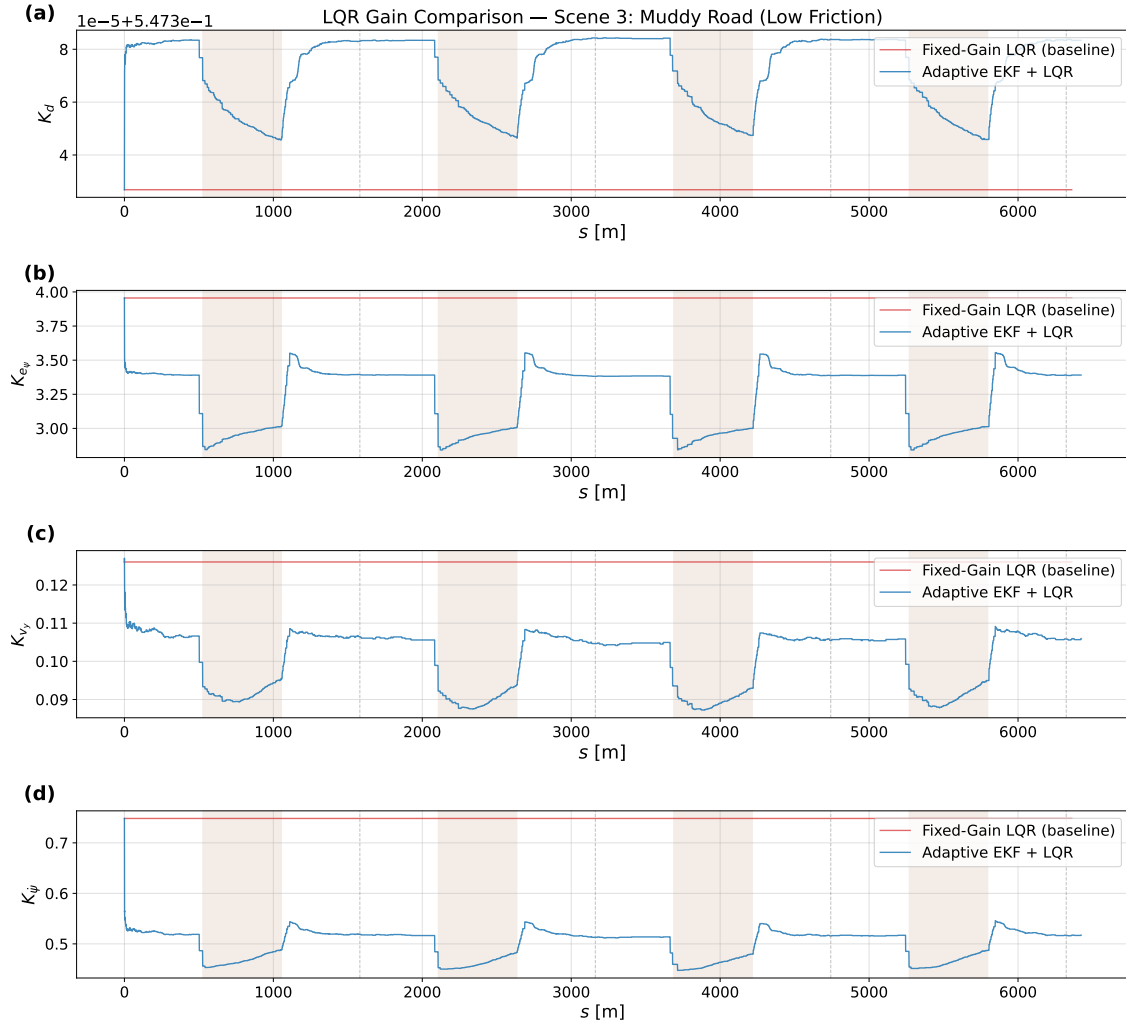 (a)
1e−5+5.473e−1
LQR Gain Comparison — Scene 3: Muddy Road (Low Friction)
8
6
4
K_d
Fixed-Gain LQR (baseline)
Adaptive EKF + LQR
0 1000 2000 3000 4000 5000 6000
s [m]
(b)
4.00
3.75
3.50
3.25
3.00
K_{e_ψ}
Fixed-Gain LQR (baseline)
Adaptive EKF + LQR
0 1000 2000 3000 4000 5000 6000
s [m]
(c)
0.12
0.11
0.10
0.09
K_{v_y}
Fixed-Gain LQR (baseline)
Adaptive EKF + LQR
0 1000 2000 3000 4000 5000 6000
s [m]
(d)
0.7
0.6
0.5
K_ψ̇
Fixed-Gain LQR (baseline)
Adaptive EKF + LQR
0 1000 2000 3000 4000 5000 6000
s [m]